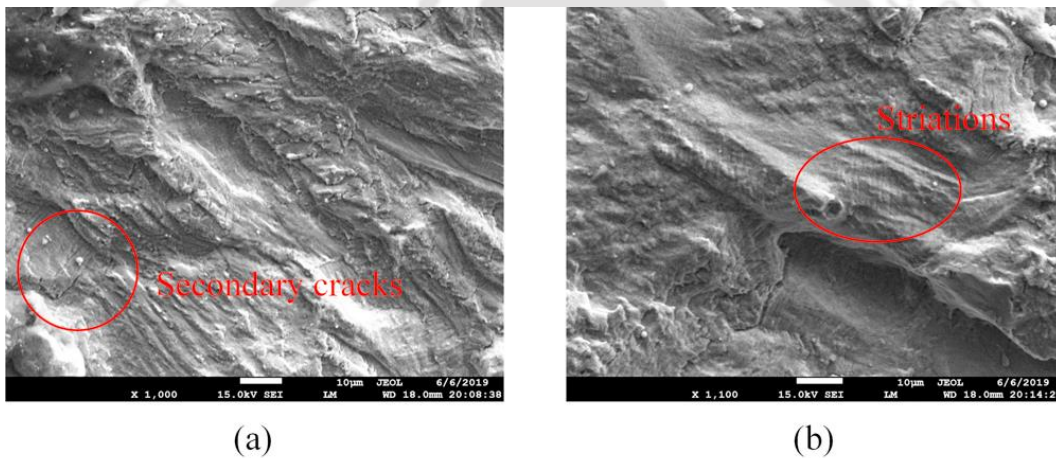 Striations
Secondary cracks
10μm JEOL 6/6/2019
X 1,000 15.0kV SEI LM WD 18.0mm 20:08:38
10μm JEOL 6/6/2019
X 1,100 15.0kV SEI LM WD 18.0mm 20:14:2
(a)
(b)